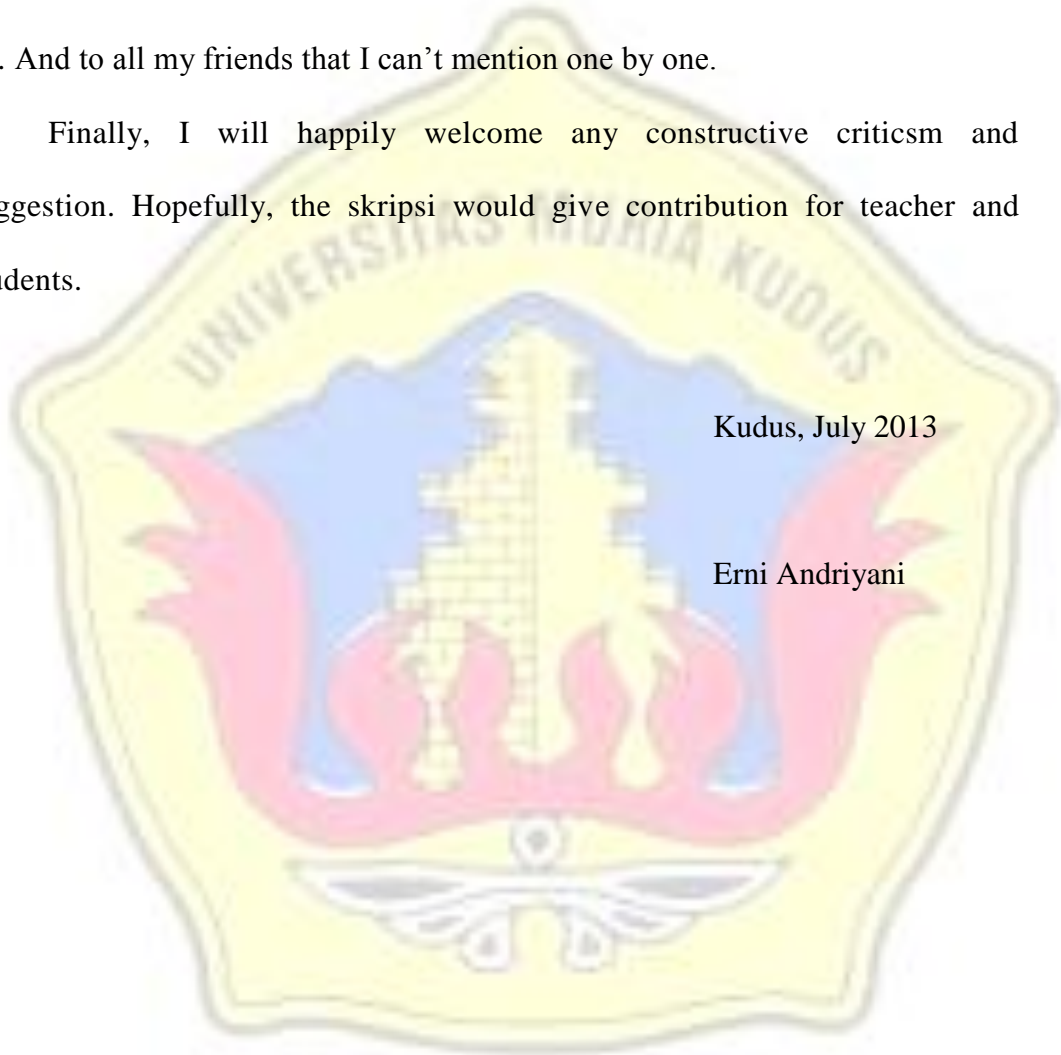 . And to all my friends that I can’t mention one by one.
Finally, I will happily welcome any constructive criticsm and
ggestion. Hopefully, the skripsi would give contribution for teacher and
udents.
UNIVERSITAS MURIA KUDUS
Kudus, July 2013
Erni Andriyani